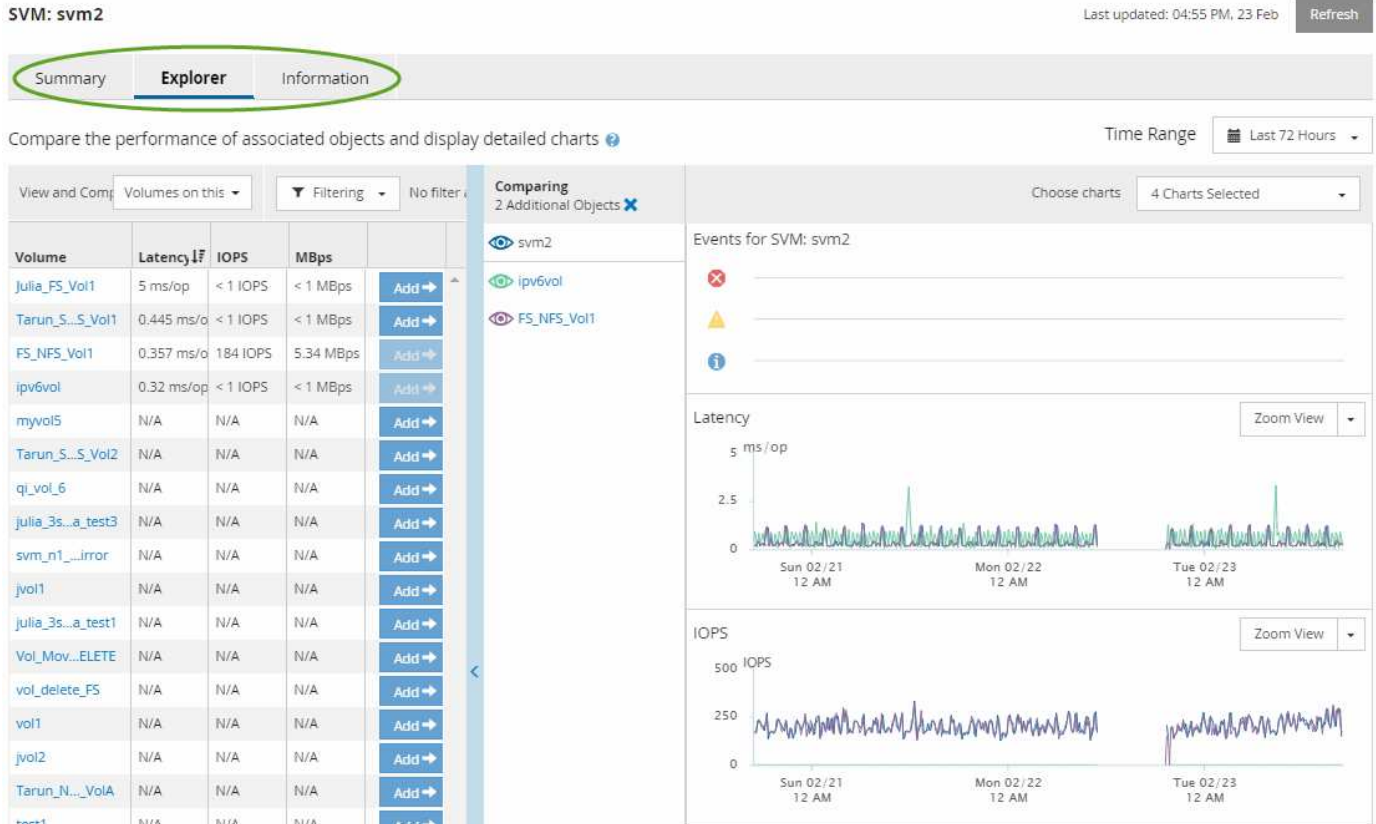 SVM: svm2
Last updated: 04:55 PM, 23 Feb Refresh
Summary Explorer Information
Compare the performance of associated objects and display detailed charts ?
Time Range Last 72 Hours
View and Comp Volumes on this Filtering No filter
Comparing
2 Additional Objects
Choose charts 4 Charts Selected
Volume Latency IOPS MBps
Julia_FS_Vol1 5 ms/op < 1 IOPS < 1 MBps Add
Tarun_S...S_Vol1 0.445 ms/o < 1 IOPS < 1 MBps Add
FS_NFS_Vol1 0.357 ms/o 184 IOPS 5.34 MBps Add
ipv6vol 0.32 ms/op < 1 IOPS < 1 MBps Add
myvol5 N/A N/A N/A Add
Tarun_S...S_Vol2 N/A N/A N/A Add
qi_vol_6 N/A N/A N/A Add
julia_3s...a_test3 N/A N/A N/A Add
svm_n1_...irror N/A N/A N/A Add
jvol1 N/A N/A N/A Add
julia_3s...a_test1 N/A N/A N/A Add
Vol_Mov...ELETE N/A N/A N/A Add
vol_delete_FS N/A N/A N/A Add
vol1 N/A N/A N/A Add
jvol2 N/A N/A N/A Add
Tarun_N..._VolA N/A N/A N/A Add
test1 N/A N/A N/A Add
svm2
ipv6vol
FS_NFS_Vol1
Events for SVM: svm2
Latency Zoom View
5 ms/op
2.5
0
Sun 02/21 Mon 02/22 Tue 02/23
12 AM 12 AM 12 AM
IOPS Zoom View
500 IOPS
250
0
Sun 02/21 Mon 02/22 Tue 02/23
12 AM 12 AM 12 AM